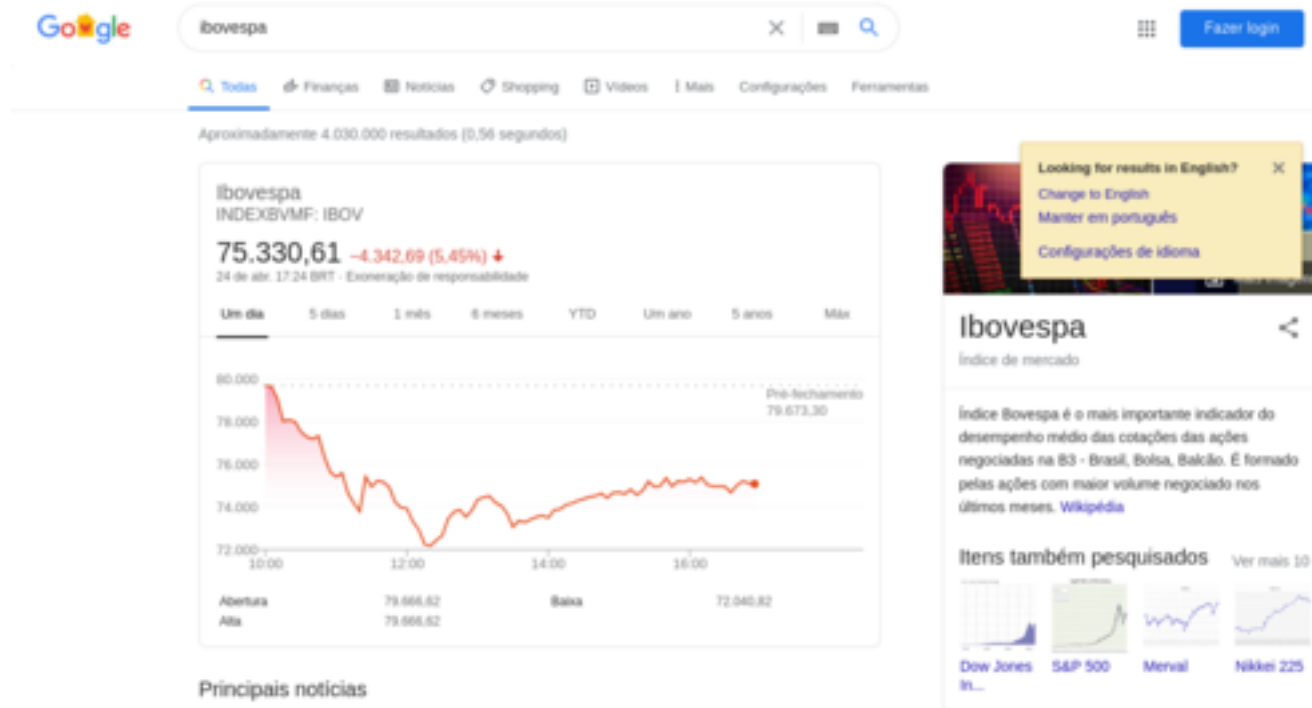 Google
ibovespa
Fazer login
Todas
Finanças
Notícias
Shopping
Vídeos
Mais
Configurações
Ferramentas
Aproximadamente 4.030.000 resultados (0,56 segundos)
Ibovespa
INDEXBVMF: IBOV
75.330,61 −4.342,69 (5,45%)
24 de abr. 17:24 BRT · Exoneração de responsabilidade
Um dia
5 dias
1 mês
6 meses
YTD
Um ano
5 anos
Máx
80.000
78.000
76.000
74.000
72.000
Pré-fechamento
79.673,30
10:00
12:00
14:00
16:00
Abertura 79.666,62 Baixa 72.040,82
Alta 79.666,62
Principais notícias
Looking for results in English?
Change to English
Manter em português
Configurações de idioma
Ibovespa
Índice de mercado
Índice Bovespa é o mais importante indicador do
desempenho médio das cotações das ações
negociadas na B3 - Brasil, Bolsa, Balcão. É formado
pelas ações com maior volume negociado nos
últimos meses. Wikipédia
Itens também pesquisados Ver mais 10
Dow Jones
In...
S&P 500
Merval
Nikkei 225